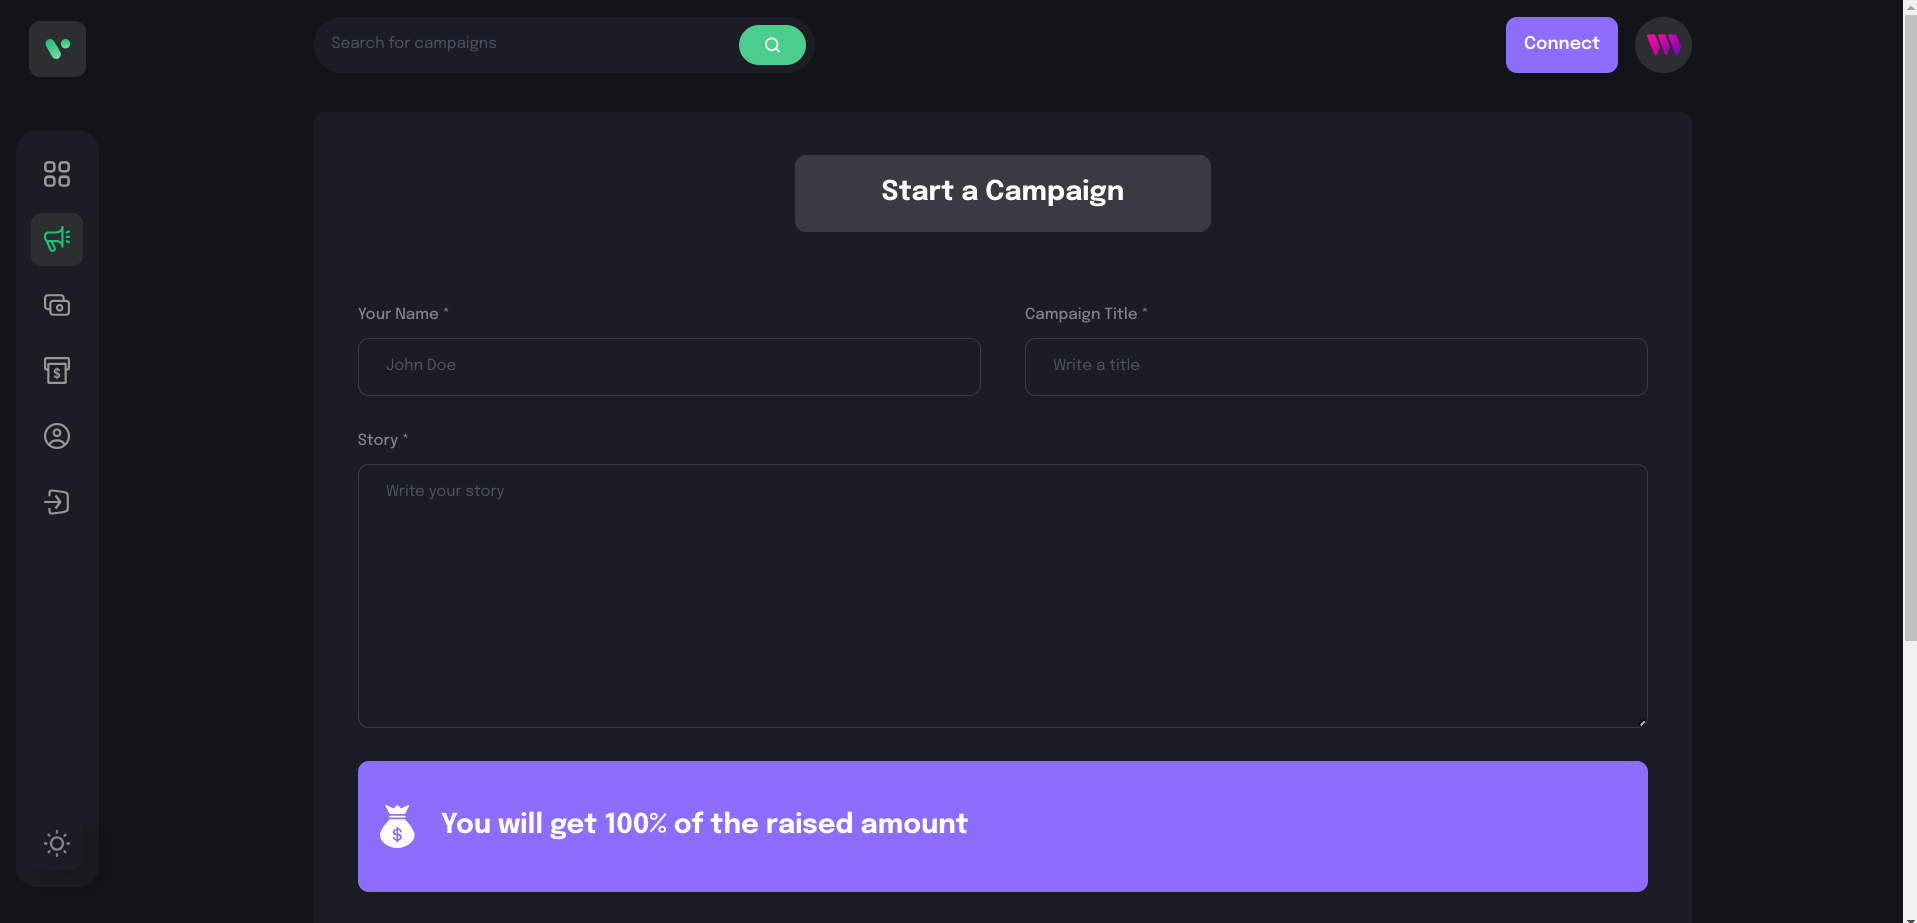 Search for campaigns
Connect
Start a Campaign
Your Name *
Campaign Title *
John Doe
Write a title
Story *
Write your story
$
You will get 100% of the raised amount